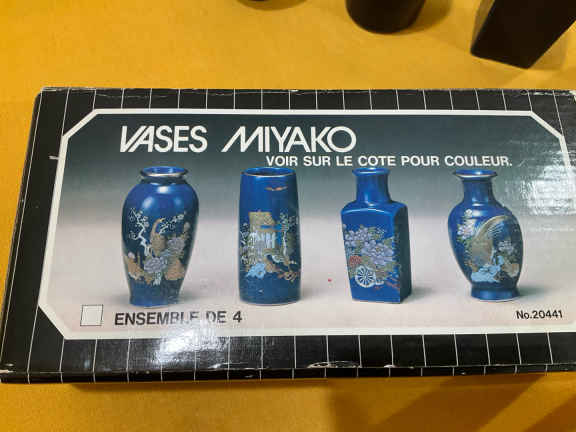 VASES MIYAKO
VOIR SUR LE COTE POUR COULEUR.
ENSEMBLE DE 4
No.20441